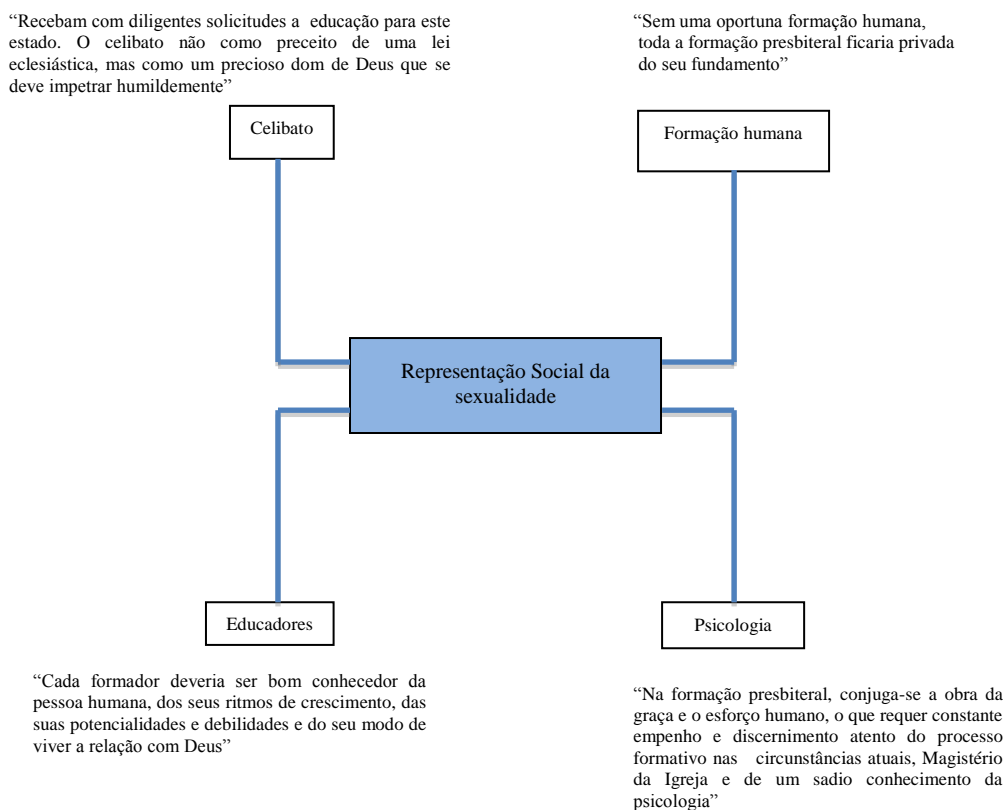 “Recebam com diligentes solicitudes a educação para este
estado. O celibato não como preceito de uma lei
eclesiástica, mas como um precioso dom de Deus que se
deve impetrar humildemente”
“Sem uma oportuna formação humana,
toda a formação presbiteral ficaria privada
do seu fundamento”
Celibato
Formação humana
Representação Social da
sexualidade
Educadores
Psicologia
“Cada formador deveria ser bom conhecedor da
pessoa humana, dos seus ritmos de crescimento, das
suas potencialidades e debilidades e do seu modo de
viver a relação com Deus”
“Na formação presbiteral, conjuga-se a obra da
graça e o esforço humano, o que requer constante
empenho e discernimento atento do processo
formativo nas circunstâncias atuais, Magistério
da Igreja e de um sadio conhecimento da
psicologia”